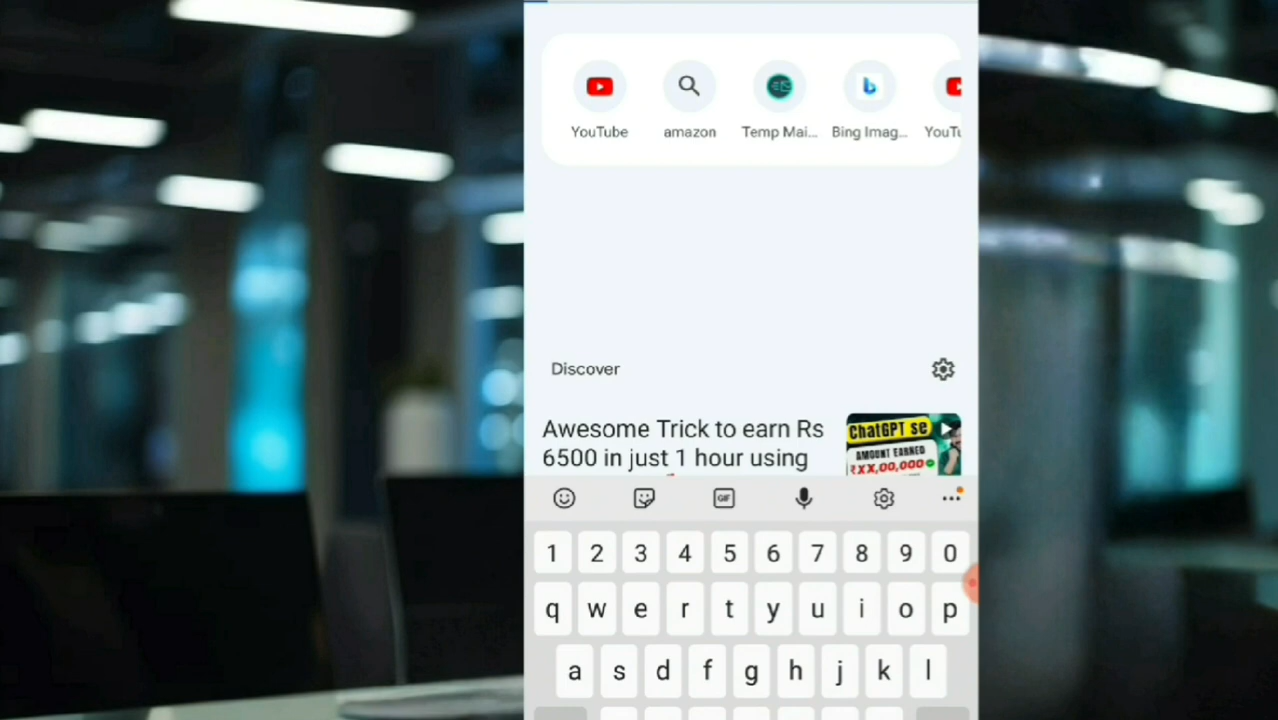 YouTube amazon Temp Mai... Bing Imag... YouTu
Discover
Awesome Trick to earn Rs
6500 in just 1 hour using
ChatGPT se
AMOUNT EARNED
₹XX,00,000
GIF
1 2 3 4 5 6 7 8 9 0
q w e r t y u i o p
a s d f g h j k l